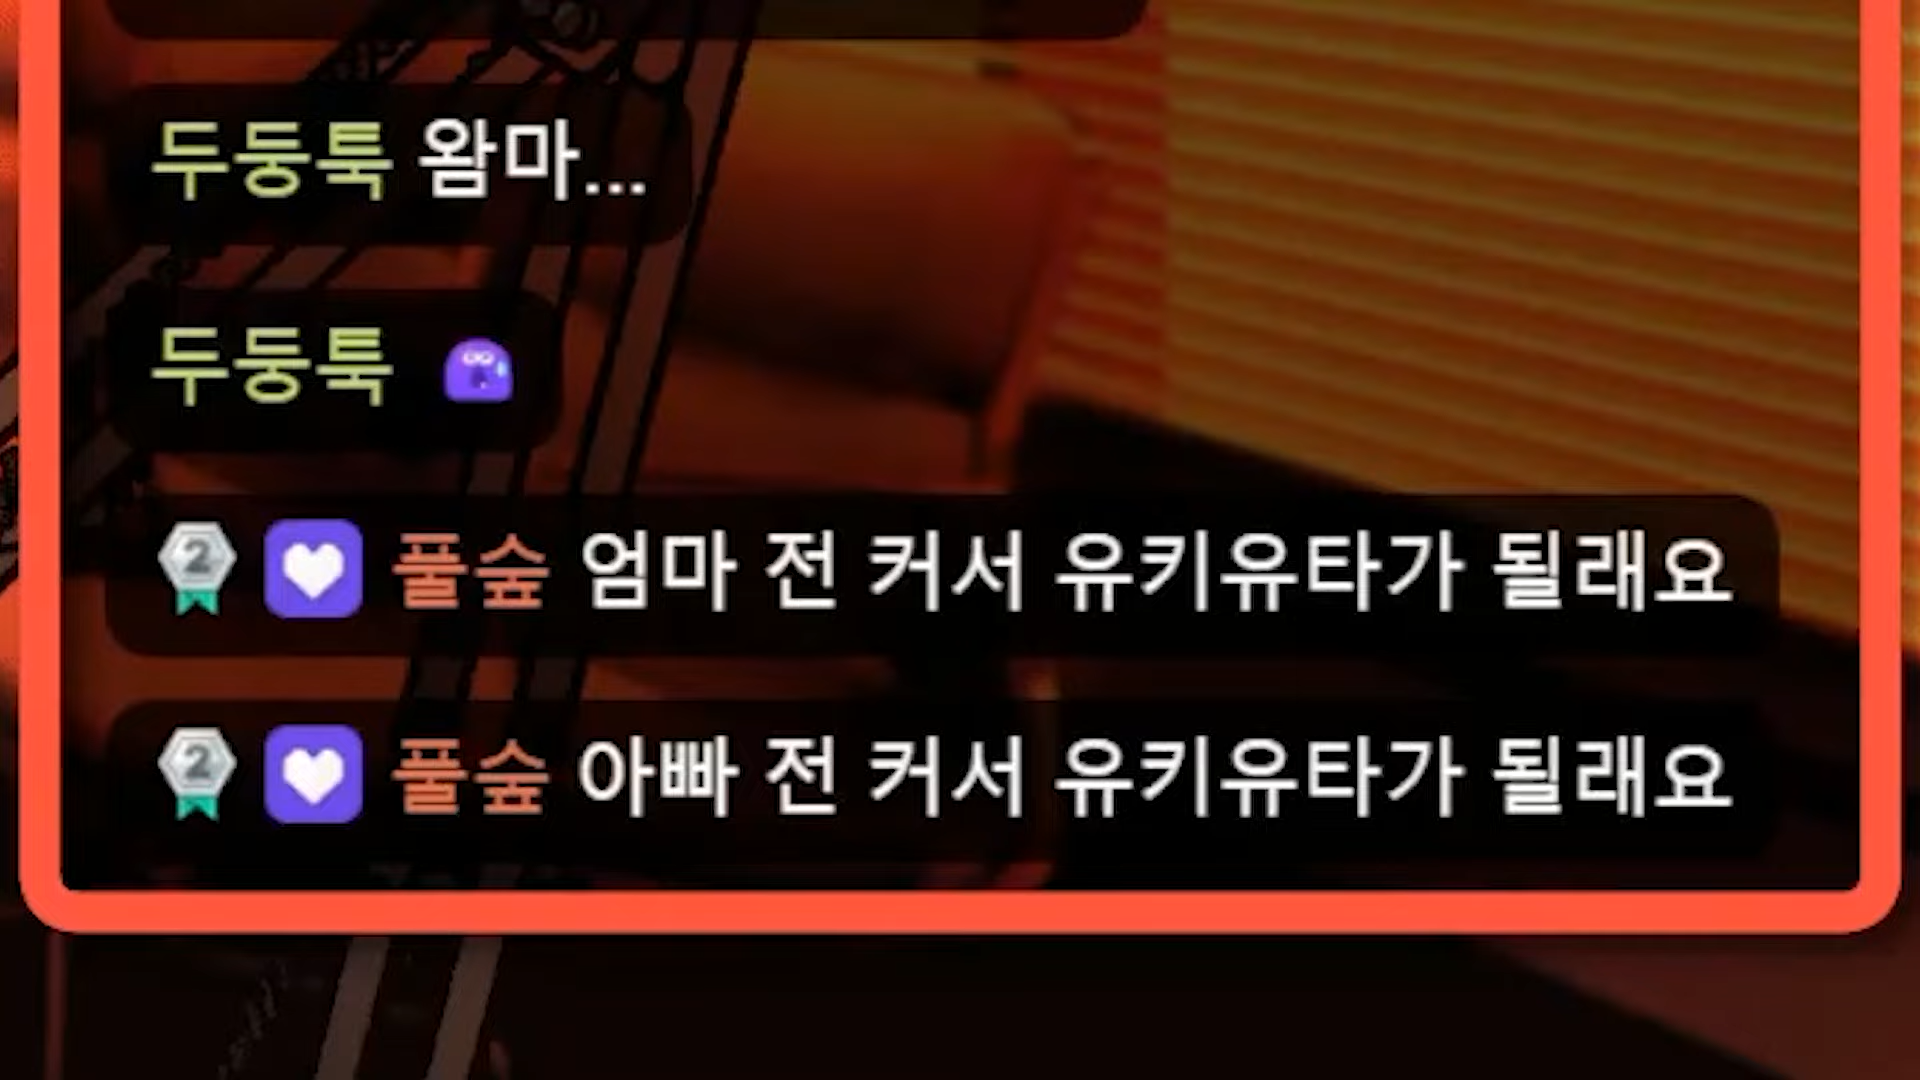 두둥툭 왐마...
두둥툭
2 풀숲 엄마 전 커서 유키유타가 될래요
2 풀숲 아빠 전 커서 유키유타가 될래요